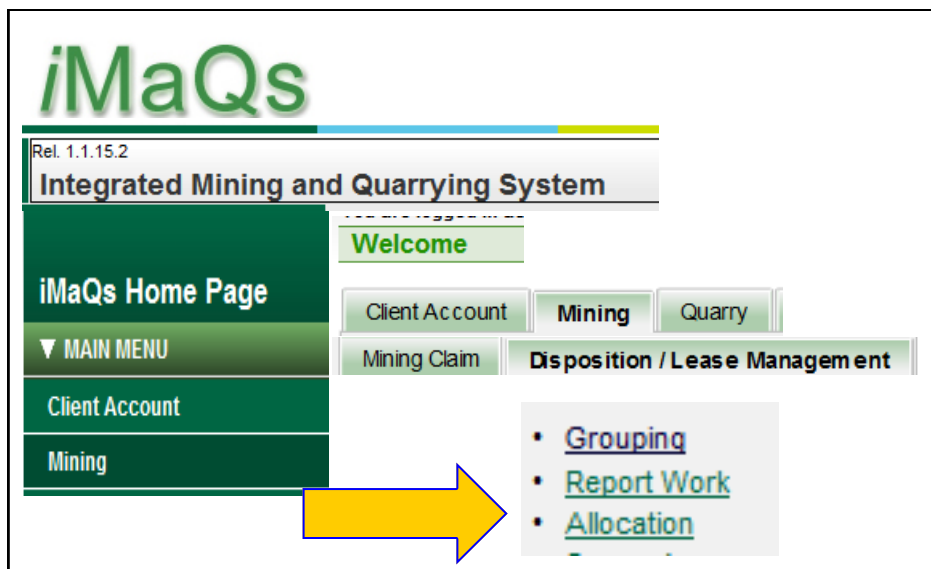 iMaQs
Rel. 1.1.15.2
Integrated Mining and Quarrying System
Welcome
iMaQs Home Page
▼ MAIN MENU
Client Account
Mining
Client Account Mining Quarry
Mining Claim Disposition / Lease Management
• Grouping
• Report Work
• Allocation